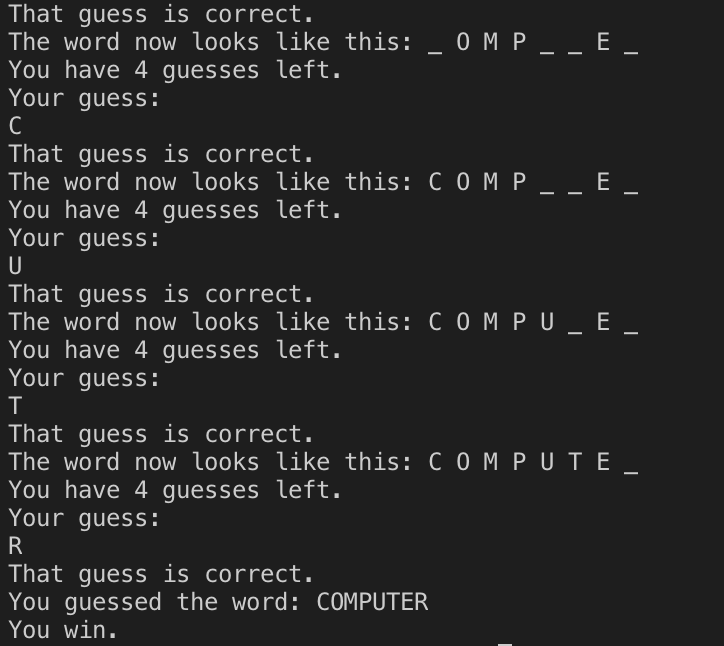 That guess is correct.
The word now looks like this: _ O M P _ _ E _
You have 4 guesses left.
Your guess:
C
That guess is correct.
The word now looks like this: C O M P _ _ E _
You have 4 guesses left.
Your guess:
U
That guess is correct.
The word now looks like this: C O M P U _ E _
You have 4 guesses left.
Your guess:
T
That guess is correct.
The word now looks like this: C O M P U T E _
You have 4 guesses left.
Your guess:
R
That guess is correct.
You guessed the word: COMPUTER
You win.